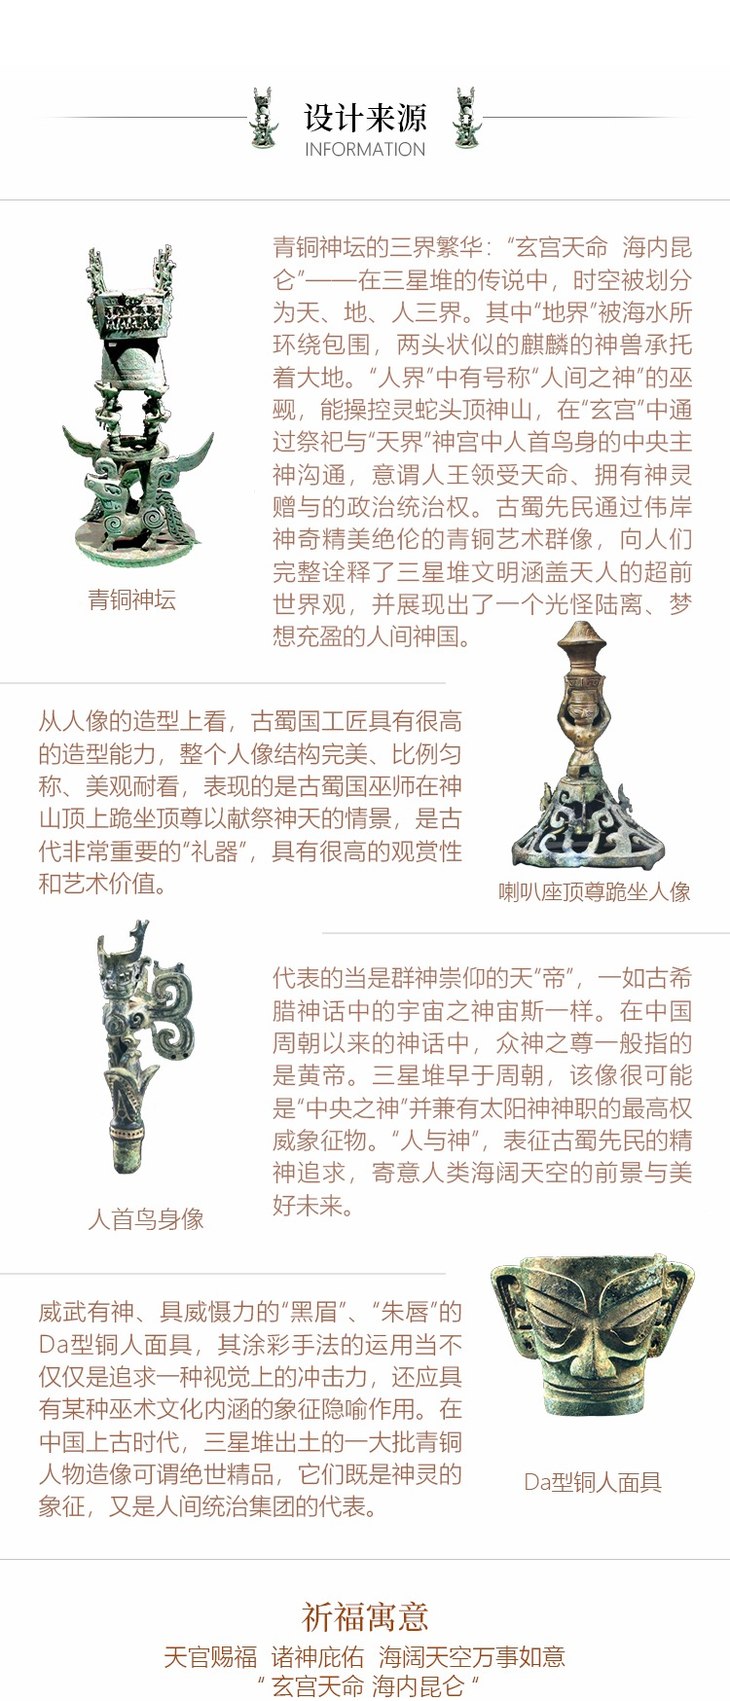 设计来源
INFORMATION
青铜神坛的三界繁华：“玄宫天命 海内昆
仑”——在三星堆的传说中，时空被划分
为天、地、人三界。其中“地界”被海水所
环绕包围，两头状似的麒麟的神兽承托
着大地。“人界”中有号称“人间之神”的巫
觋，能操控灵蛇头顶神山，在“玄宫”中通
过祭祀与“天界”神宫中人首鸟身的中央主
神沟通，意谓人王领受天命、拥有神灵
赠与的政治统治权。古蜀先民通过伟岸
神奇精美绝伦的青铜艺术群像，向人们
完整诠释了三星堆文明涵盖天人的超前
世界观，并展现出了一个光怪陆离、梦
想充盈的人间神国。
青铜神坛
从人像的造型上看，古蜀国工匠具有很高
的造型能力，整个人像结构完美、比例匀
称、美观耐看，表现的是古蜀国巫师在神
山顶上跪坐顶尊以献祭神天的情景，是古
代非常重要的“礼器”，具有很高的观赏性
和艺术价值。
喇叭座顶尊跪坐人像
代表的当是群神崇仰的天“帝”，一如古希
腊神话中的宇宙之神宙斯一样。在中国
周朝以来的神话中，众神之尊一般指的
是黄帝。三星堆早于周朝，该像很可能
是“中央之神”并兼有太阳神神职的最高权
威象征物。“人与神”，表征古蜀先民的精
神追求，寄意人类海阔天空的前景与美
好未来。
人首鸟身像
威武有神、具威慑力的“黑眉”、“朱唇”的
Da型铜人面具，其涂彩手法的运用当不
仅仅是追求一种视觉上的冲击力，还应具
有某种巫术文化内涵的象征隐喻作用。在
中国上古时代，三星堆出土的一大批青铜
人物造像可谓绝世精品，它们既是神灵的
象征，又是人间统治集团的代表。
Da型铜人面具
祈福寓意
天官赐福 诸神庇佑 海阔天空万事如意
“ 玄宫天命 海内昆仑 “